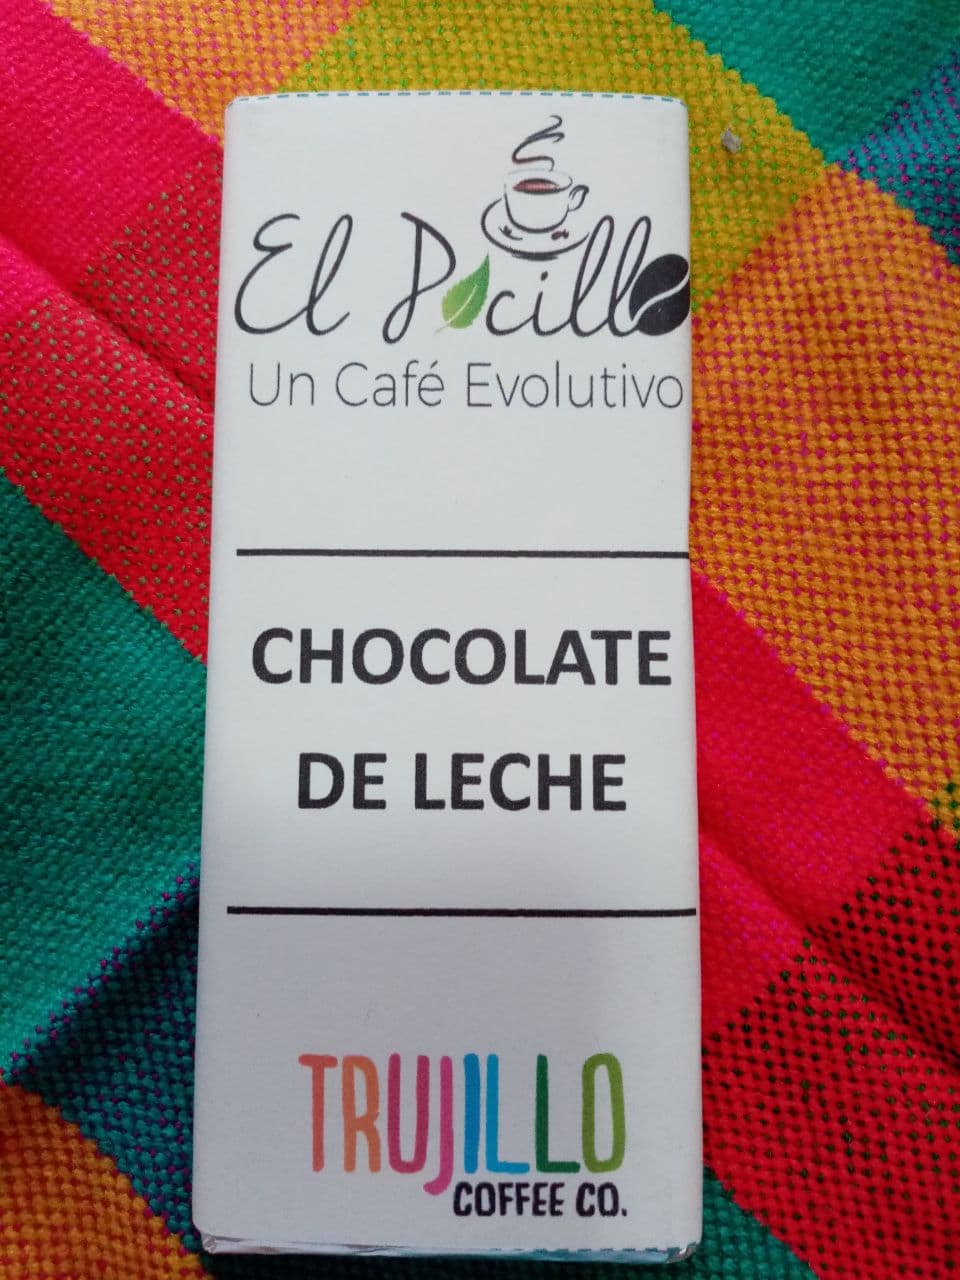 El Pocillo
Un Café Evolutivo
CHOCOLATE
DE LECHE
TRUJILLO
COFFEE CO.